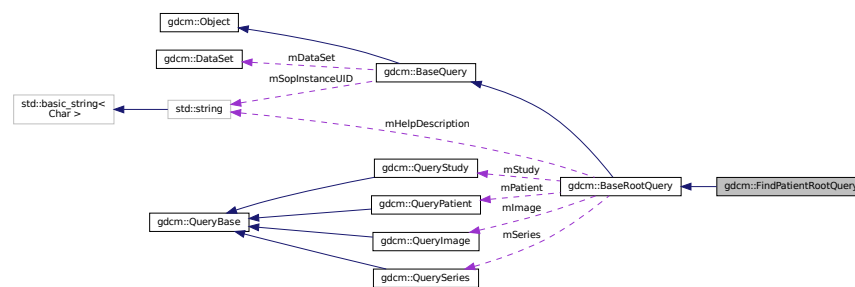 gdcm::Object
gdcm::DataSet
mDataSet
gdcm::BaseQuery
mSopInstanceUID
std::basic_string<
Char >
std::string
mHelpDescription
gdcm::QueryStudy
mStudy
gdcm::BaseRootQuery
gdcm::FindPatientRootQuery
mPatient
gdcm::QueryPatient
mImage
gdcm::QueryBase
gdcm::QueryImage
mSeries
gdcm::QuerySeries